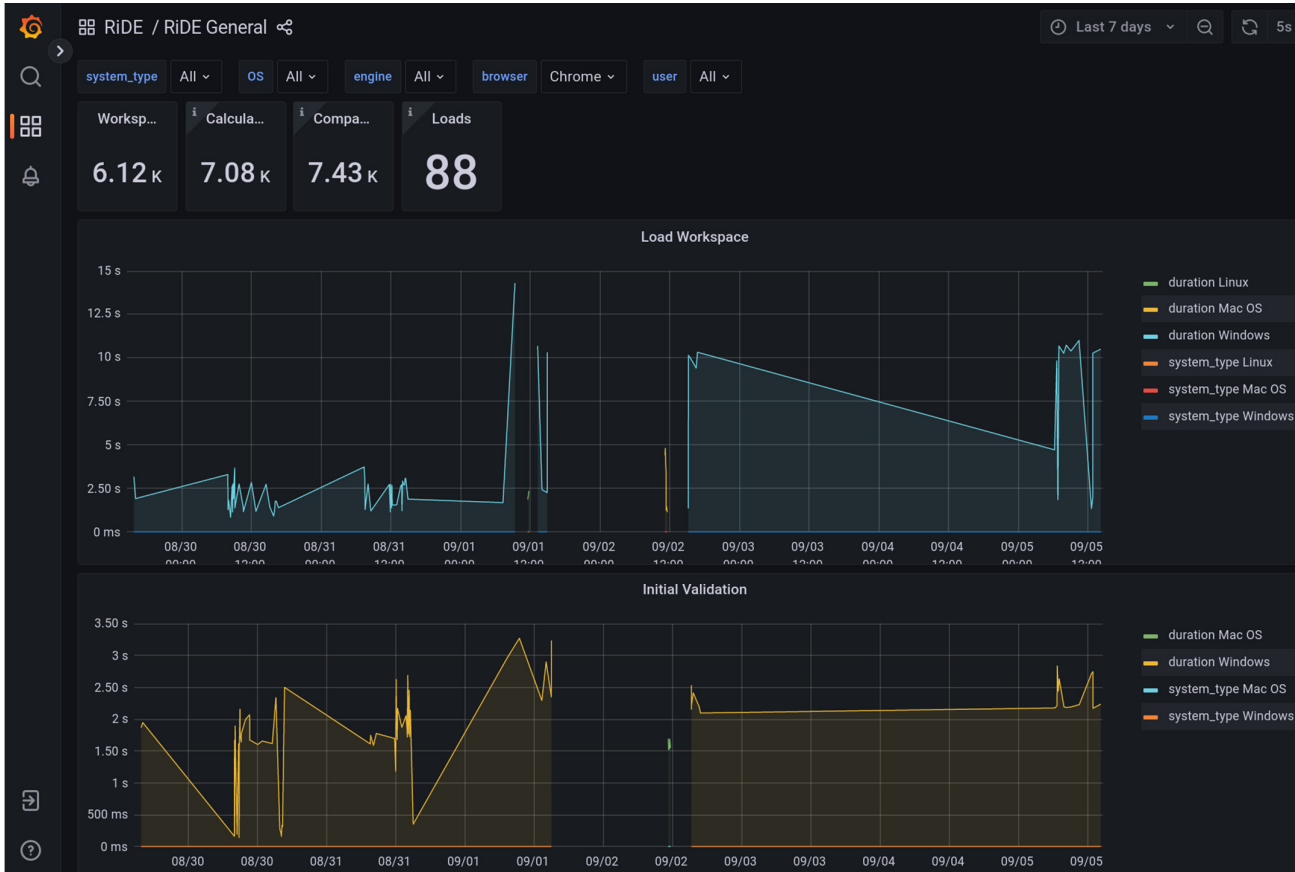 RiDE / RiDE General
Last 7 days
5s
system_type All OS All engine All browser Chrome user All
Worksp... Calcula... Compa... Loads
6.12 K 7.08 K 7.43 K 88
Load Workspace
15 s
12.5 s
10 s
7.50 s
5 s
2.50 s
0 ms
08/30 08/30 08/31 08/31 09/01 09/01 09/02 09/02 09/03 09/03 09/04 09/04 09/05 09/05
00:00 12:00 00:00 12:00 00:00 12:00 00:00 12:00 00:00 12:00 00:00 12:00 00:00 12:00
duration Linux
duration Mac OS
duration Windows
system_type Linux
system_type Mac OS
system_type Windows
Initial Validation
3.50 s
3 s
2.50 s
2 s
1.50 s
1 s
500 ms
0 ms
08/30 08/30 08/31 08/31 09/01 09/01 09/02 09/02 09/03 09/03 09/04 09/04 09/05 09/05
duration Mac OS
duration Windows
system_type Mac OS
system_type Windows